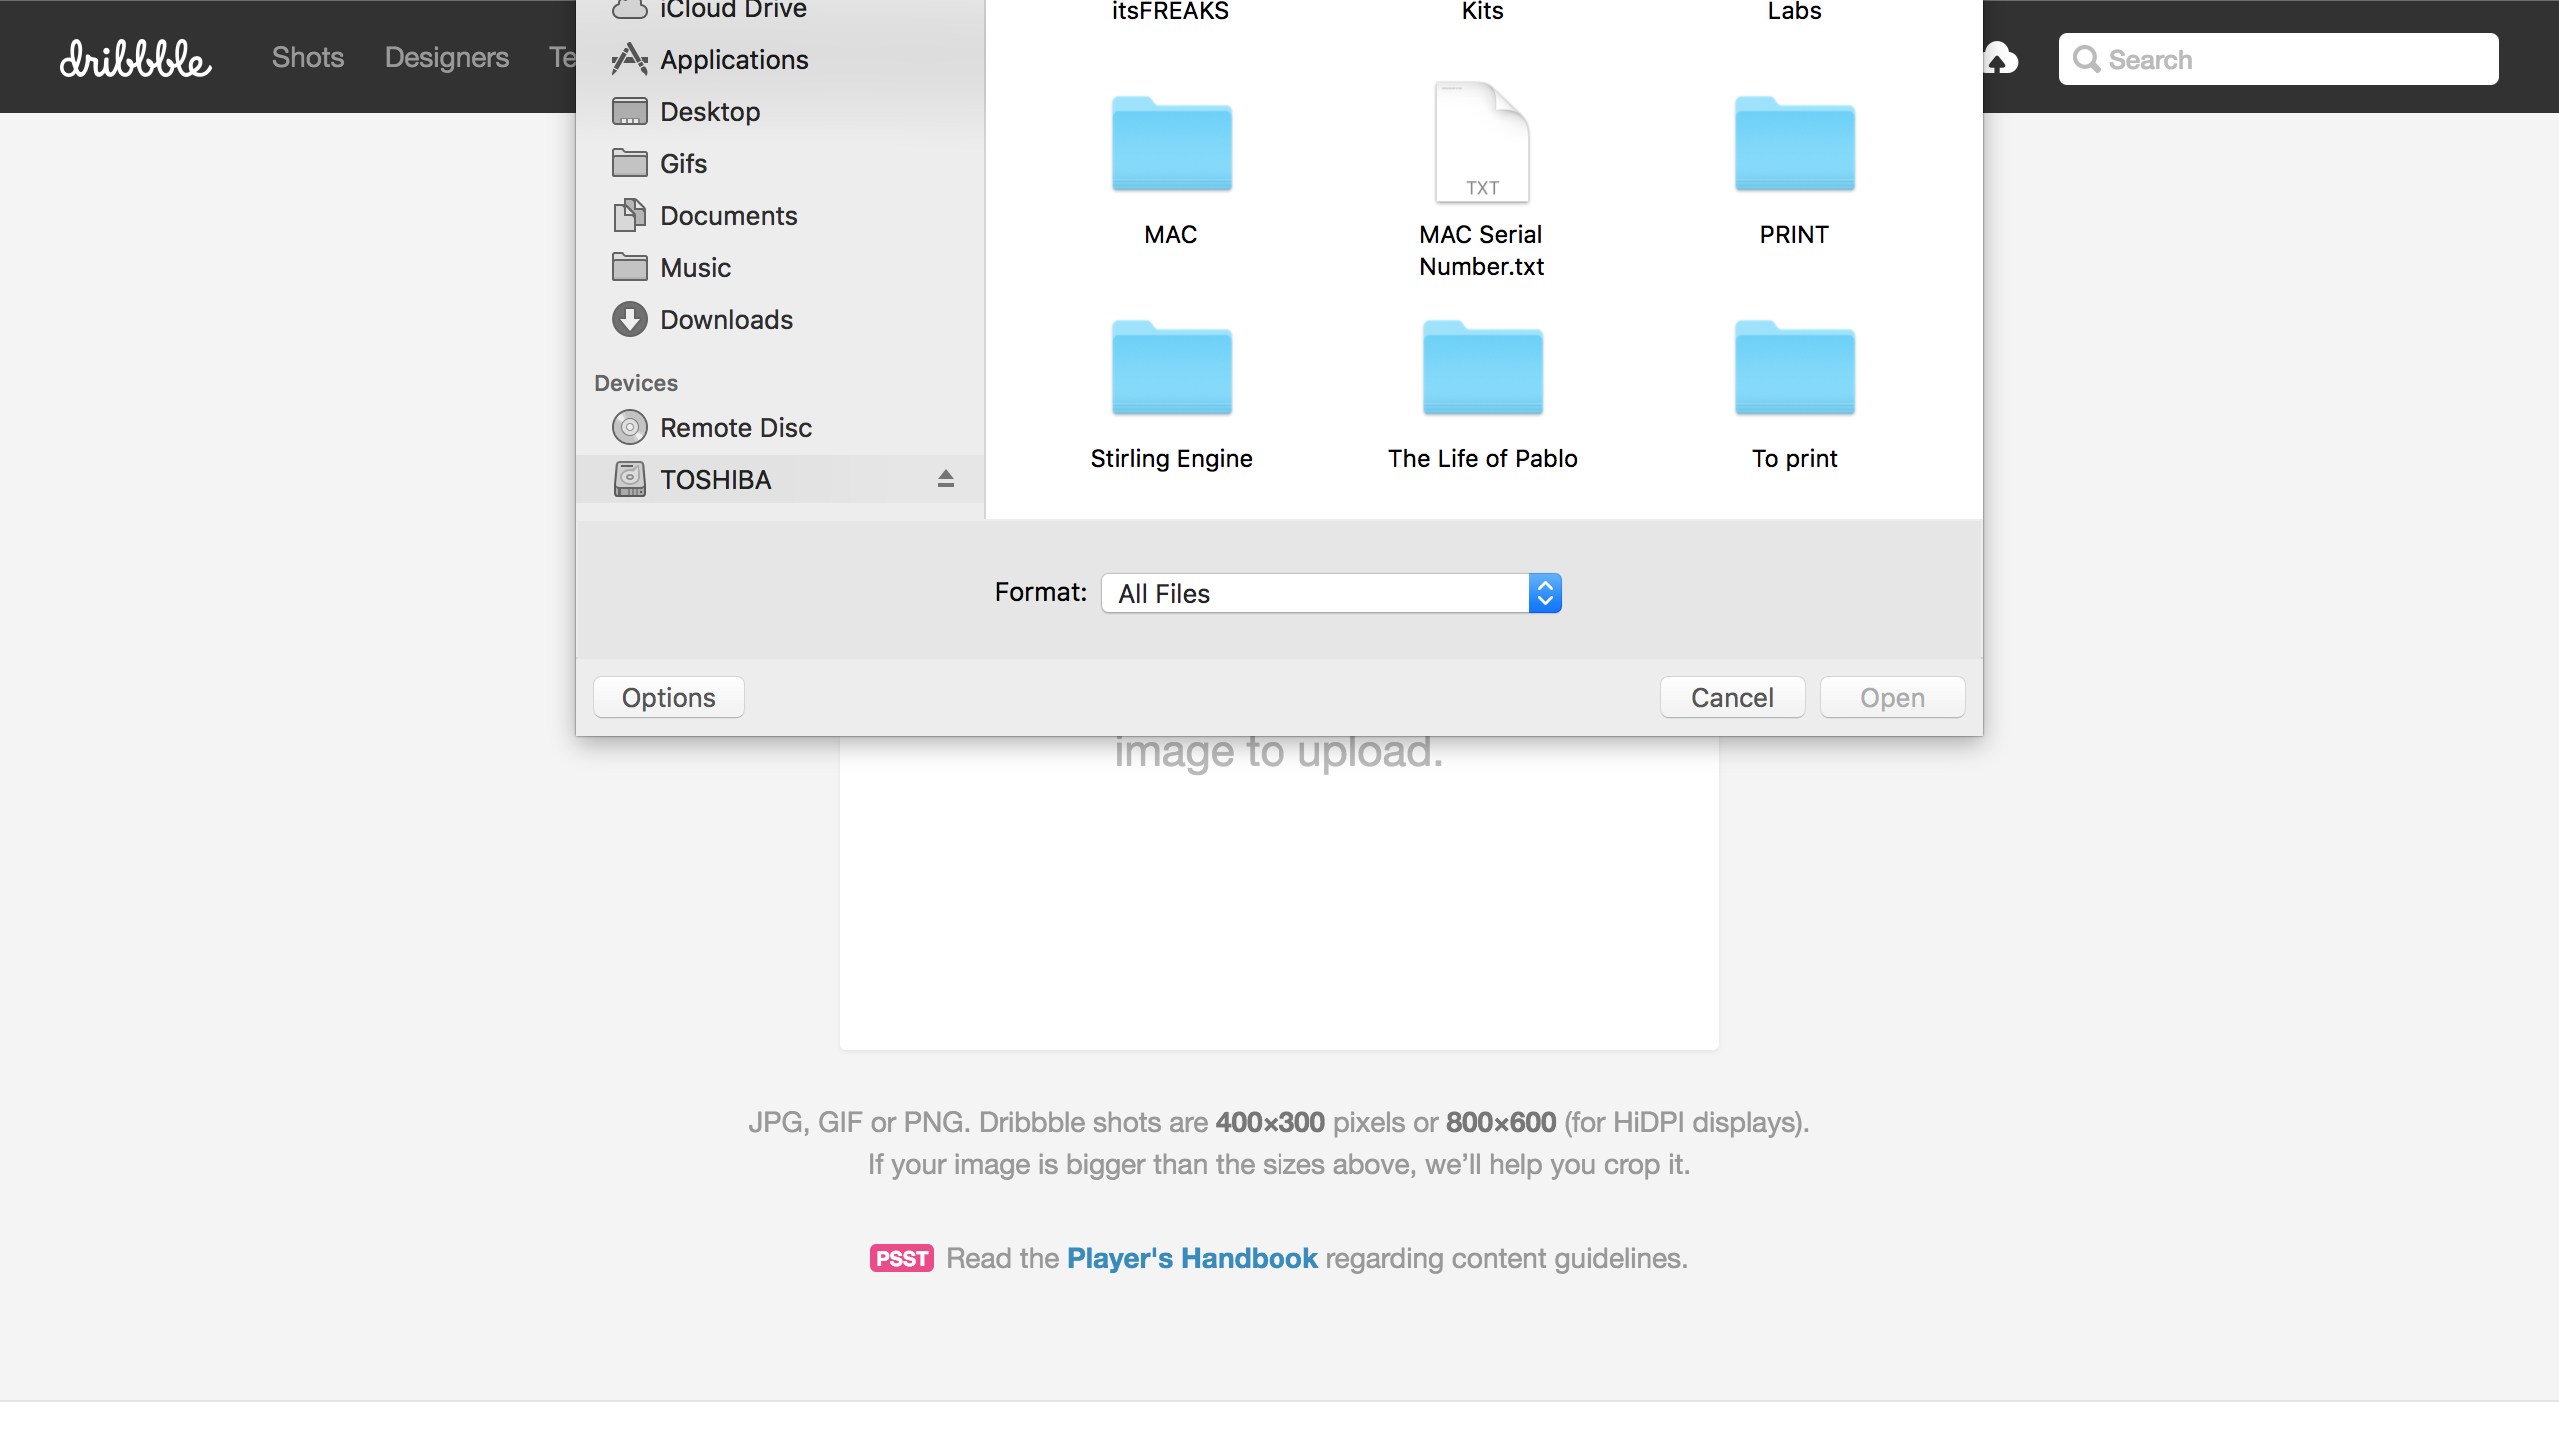 dribbble
Shots
Designers
Te
Search
iCloud Drive
Applications
Desktop
Gifs
Documents
Music
Downloads
Devices
Remote Disc
TOSHIBA
itsFREAKS
Kits
Labs
TXT
MAC
MAC Serial
Number.txt
PRINT
Stirling Engine
The Life of Pablo
To print
Format:
All Files
Options
Cancel
Open
image to upload.
JPG, GIF or PNG. Dribbble shots are 400×300 pixels or 800×600 (for HiDPI displays).
If your image is bigger than the sizes above, we’ll help you crop it.
PSST Read the Player's Handbook regarding content guidelines.